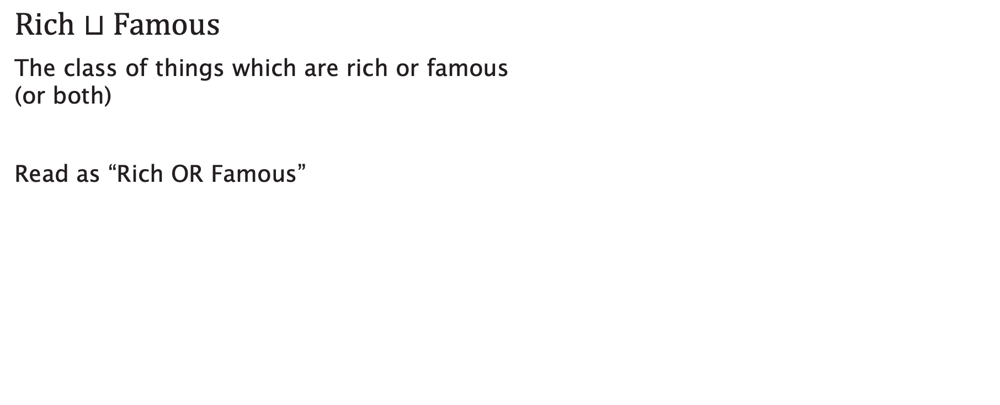 Rich ⊔ Famous
The class of things which are rich or famous
(or both)
Read as “Rich OR Famous”